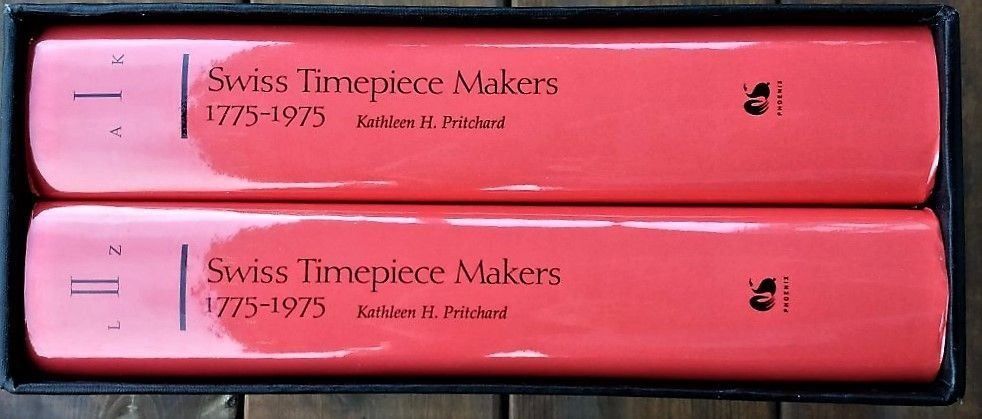 I
A K
Swiss Timepiece Makers
1775-1975 Kathleen H. Pritchard
PHOENIX
II
L Z
Swiss Timepiece Makers
1775-1975 Kathleen H. Pritchard
PHOENIX